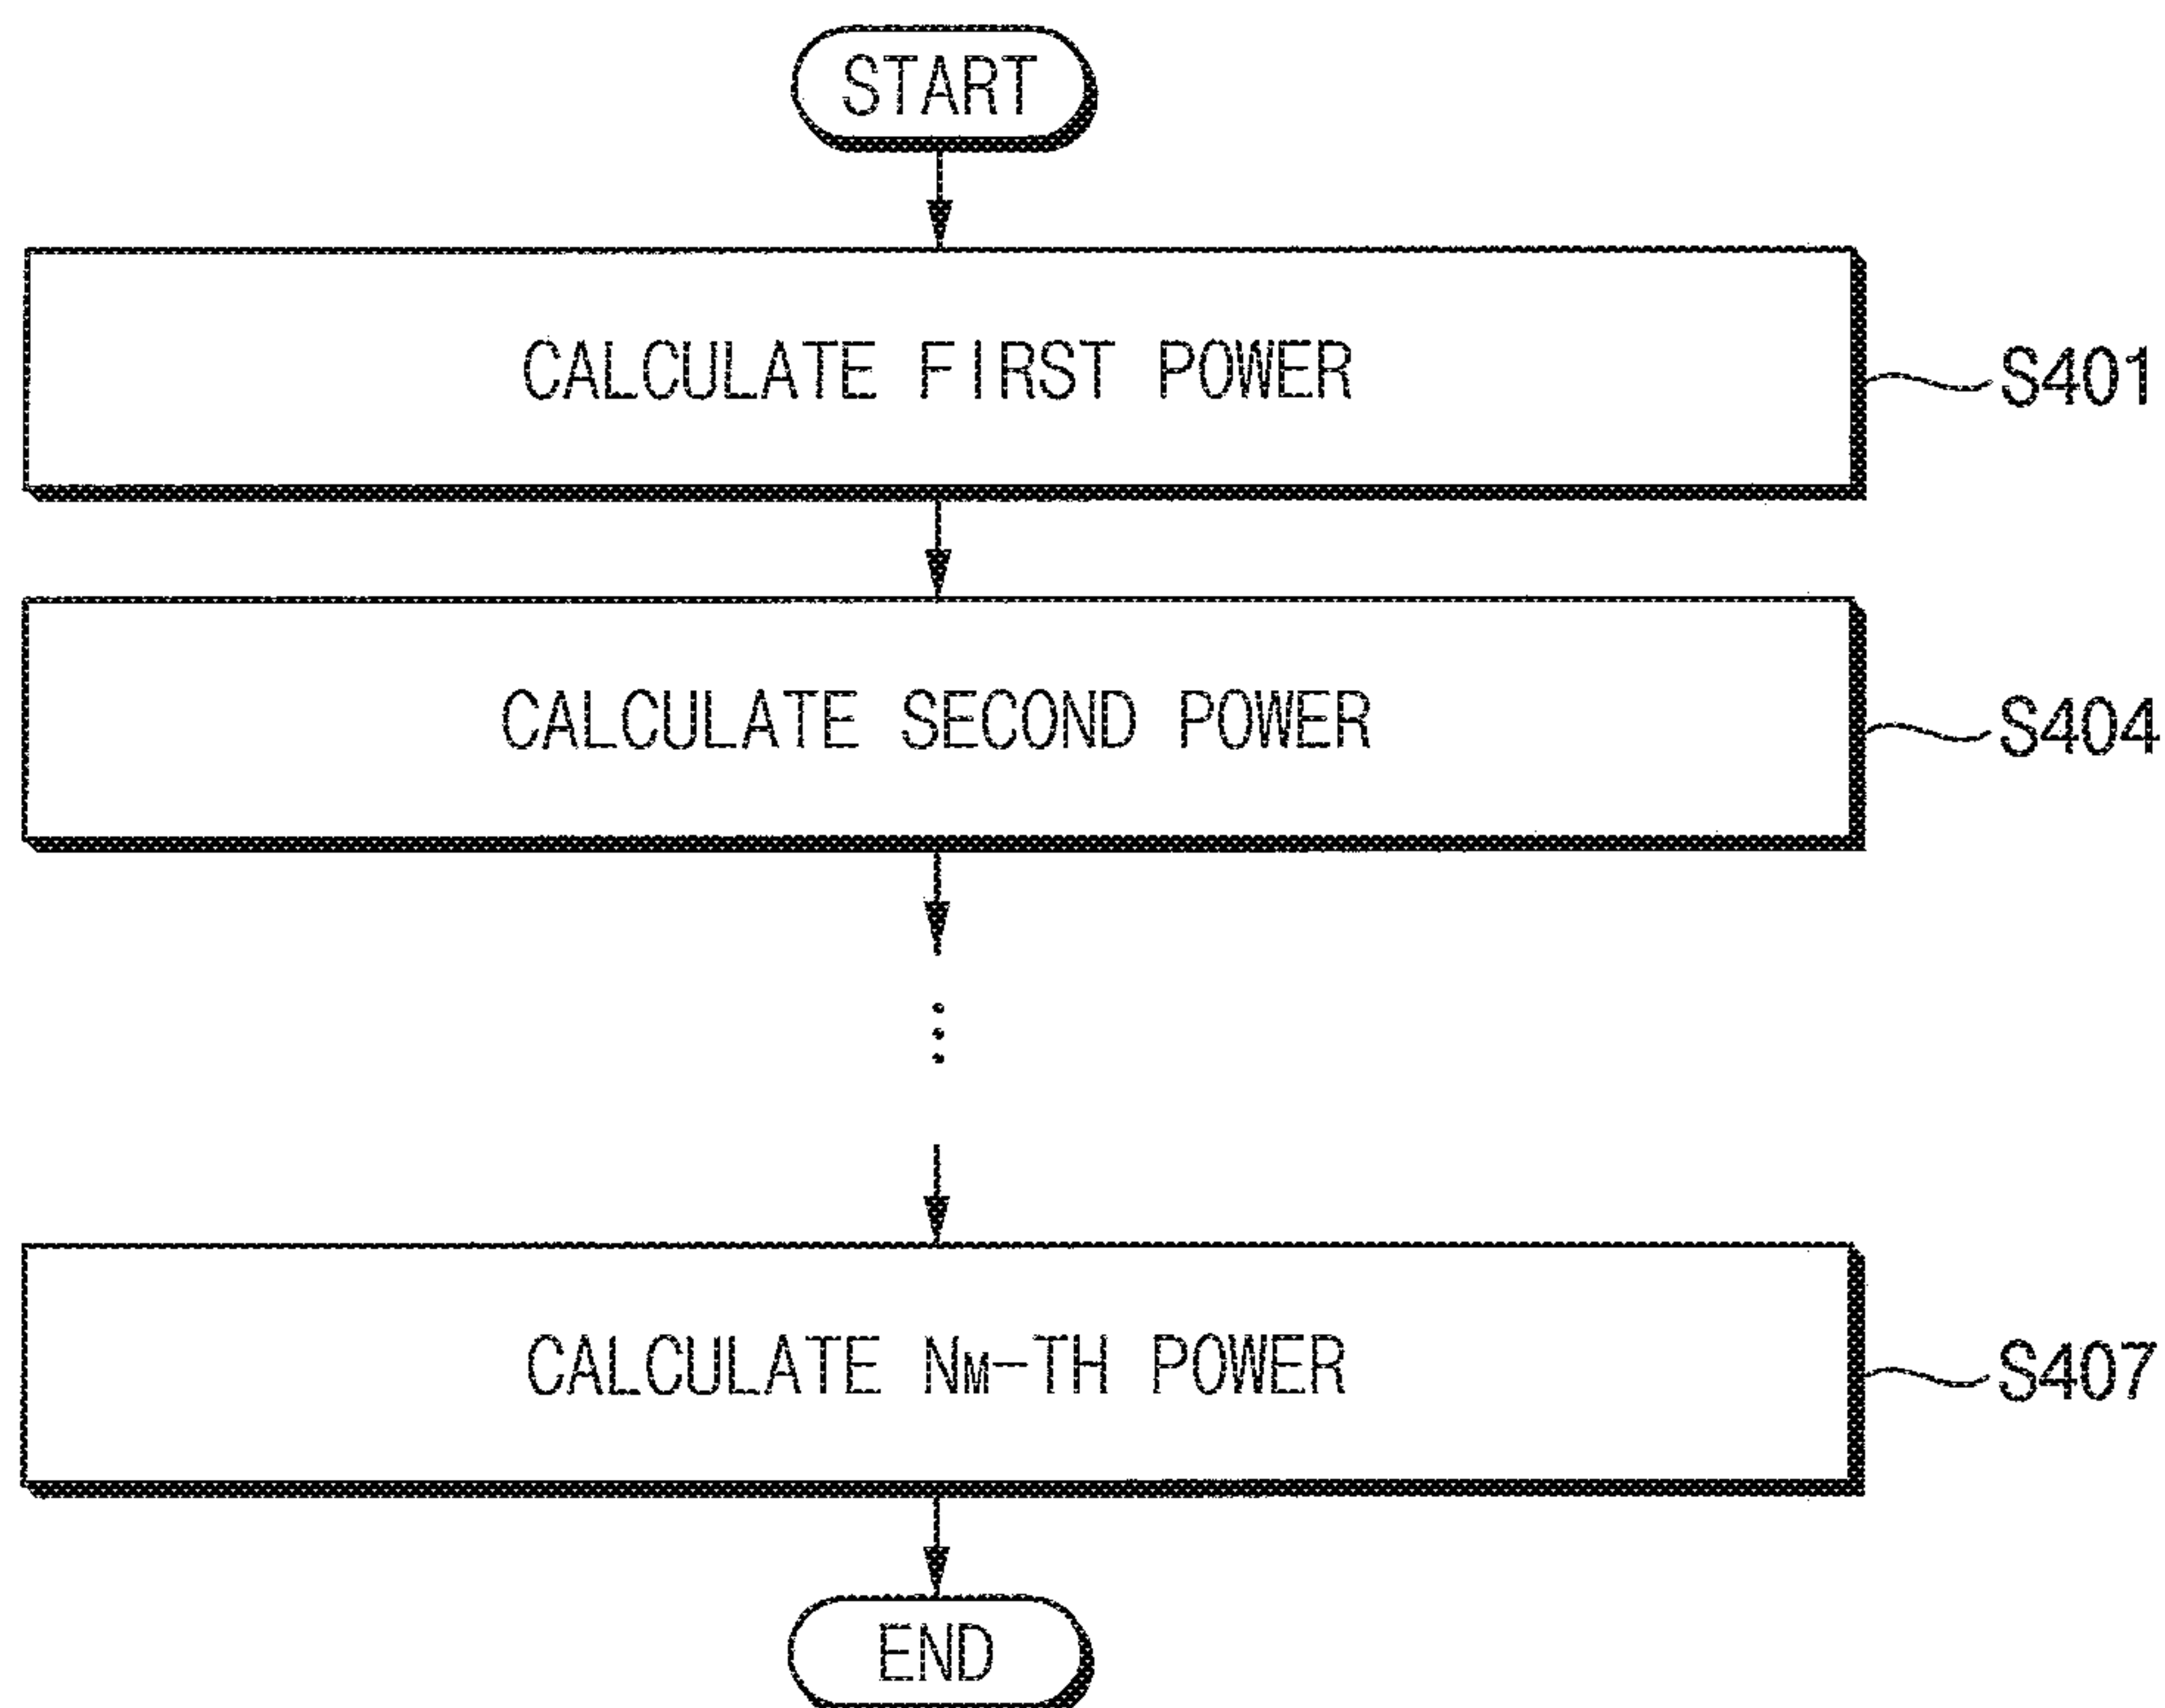 START
CALCULATE FIRST POWER
S401
CALCULATE SECOND POWER
S404
CALCULATE NM-TH POWER
S407
END